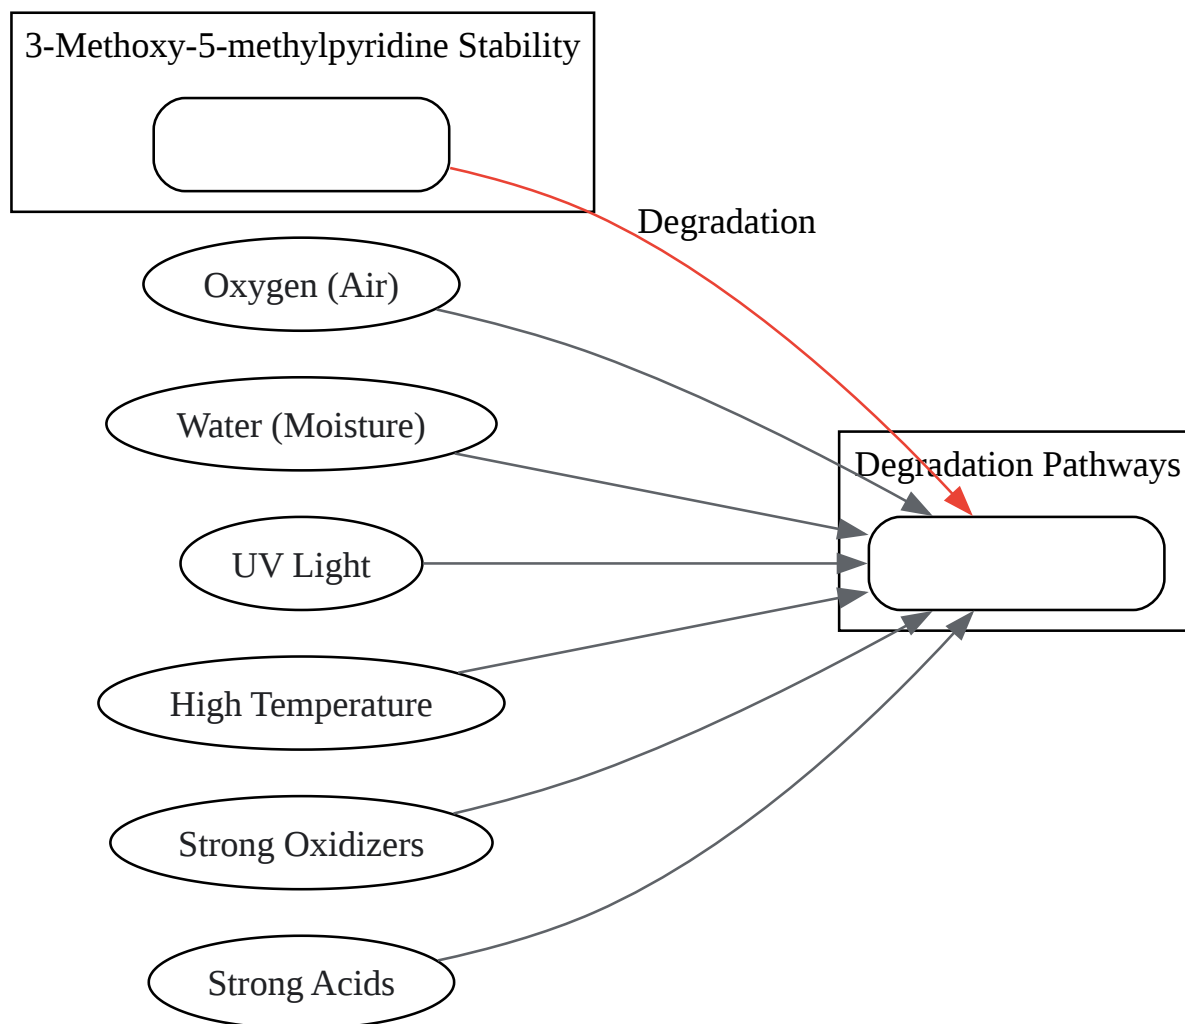 3-Methoxy-5-methylpyridine Stability
Degradation
Oxygen (Air)
Water (Moisture)
Degradation Pathways
UV Light
High Temperature
Strong Oxidizers
Strong Acids